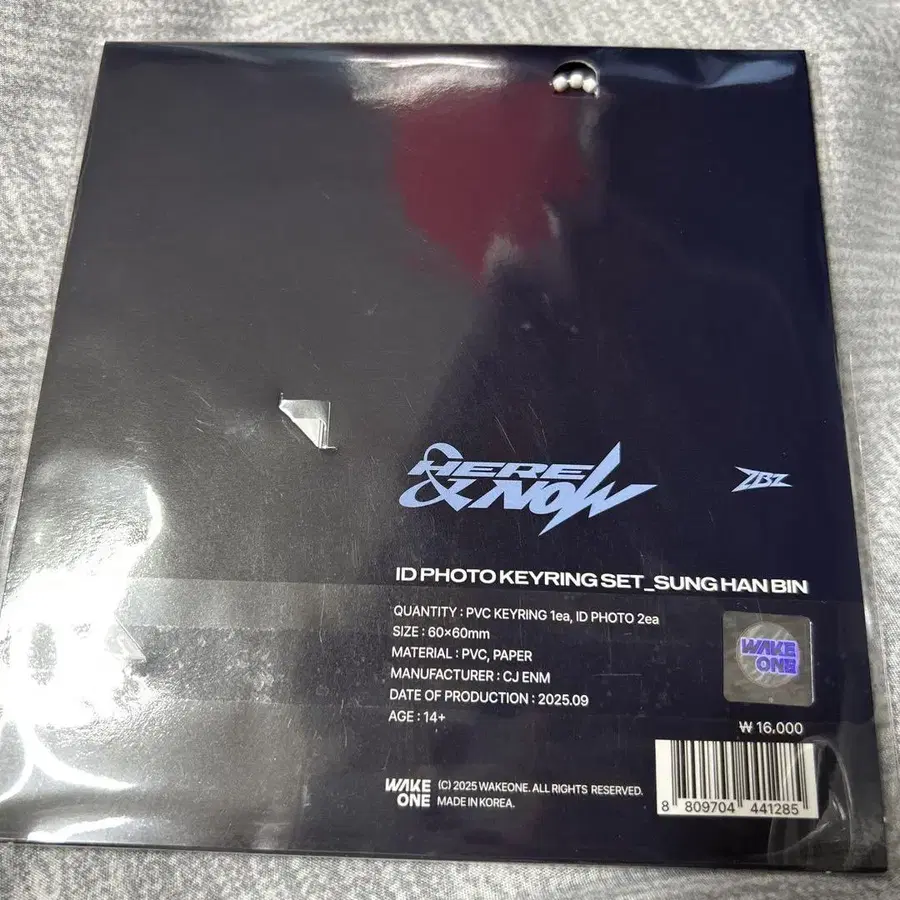 HERE
& NOW
ZB1
ID PHOTO KEYRING SET_SUNG HAN BIN
QUANTITY : PVC KEYRING 1ea, ID PHOTO 2ea
SIZE : 60×60mm
MATERIAL : PVC, PAPER
MANUFACTURER : CJ ENM
DATE OF PRODUCTION : 2025.09
AGE : 14+
WAKE
ONE
₩ 16,000
WAKE
ONE
(C) 2025 WAKEONE. ALL RIGHTS RESERVED.
MADE IN KOREA.
8 809704 441285